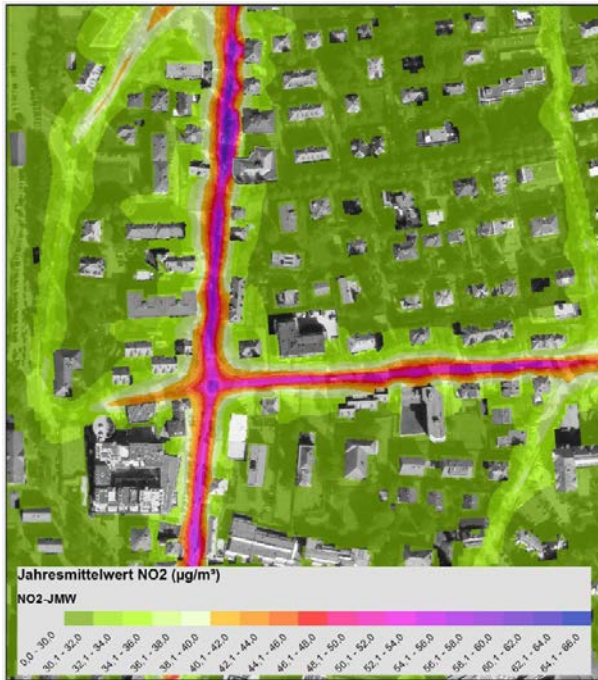 Jahresmittelwert NO2 (µg/m³)
NO2-JMW
0,0 - 30,0
30,1 - 32,0
32,1 - 34,0
34,1 - 36,0
36,1 - 38,0
38,1 - 40,0
40,1 - 42,0
42,1 - 44,0
44,1 - 46,0
46,1 - 48,0
48,1 - 50,0
50,1 - 52,0
52,1 - 54,0
54,1 - 56,0
56,1 - 58,0
58,1 - 60,0
60,1 - 62,0
62,1 - 64,0
64,1 - 66,0